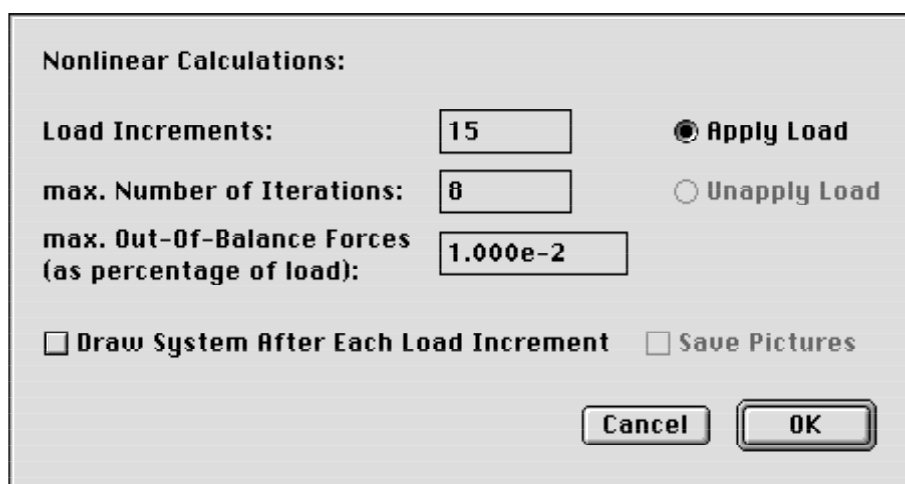 Nonlinear Calculations:
Load Increments: 15 Apply Load
max. Number of Iterations: 8 Unapply Load
max. Out-Of-Balance Forces
(as percentage of load): 1.000e-2
Draw System After Each Load Increment Save Pictures
Cancel OK